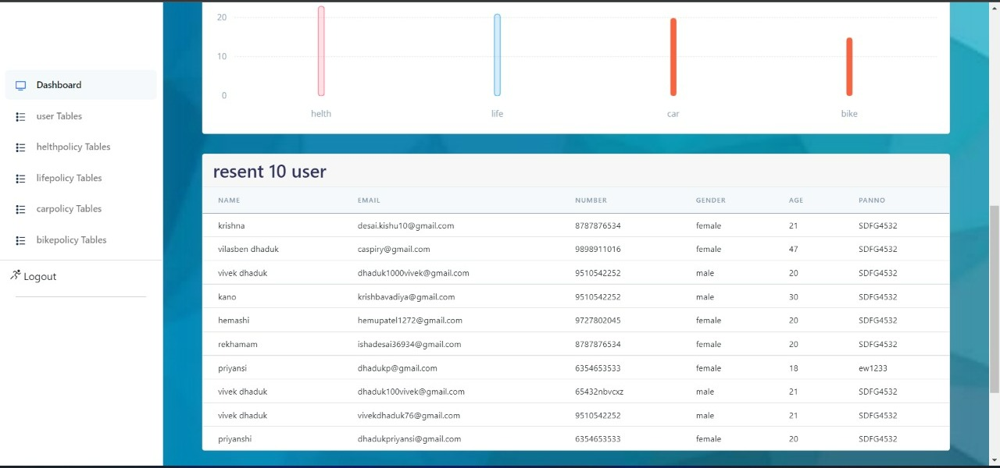 Dashboard
user Tables
helthpolicy Tables
lifepolicy Tables
carpolicy Tables
bikepolicy Tables
Logout
20
10
0
helth life car bike
resent 10 user
NAME EMAIL NUMBER GENDER AGE PANNO
krishna desai.kishu10@gmail.com 8787876534 female 21 SDFG4532
vilasben dhaduk caspiry@gmail.com 9898911016 female 47 SDFG4532
vivek dhaduk dhaduk1000vivek@gmail.com 9510542252 male 20 SDFG4532
kano krishbavadiya@gmail.com 9510542252 male 30 SDFG4532
hemashi hemupatel1272@gmail.com 9727802045 female 20 SDFG4532
rekhamam ishadesai36934@gmail.com 8787876534 female 20 SDFG4532
priyansi dhadukp@gmail.com 6354653533 female 18 ew1233
vivek dhaduk dhaduk100vivek@gmail.com 65432nbvcxz male 21 SDFG4532
vivek dhaduk vivekdhaduk76@gmail.com 9510542252 male 21 SDFG4532
priyanshi dhadukpriyansi@gmail.com 6354653533 female 20 SDFG4532